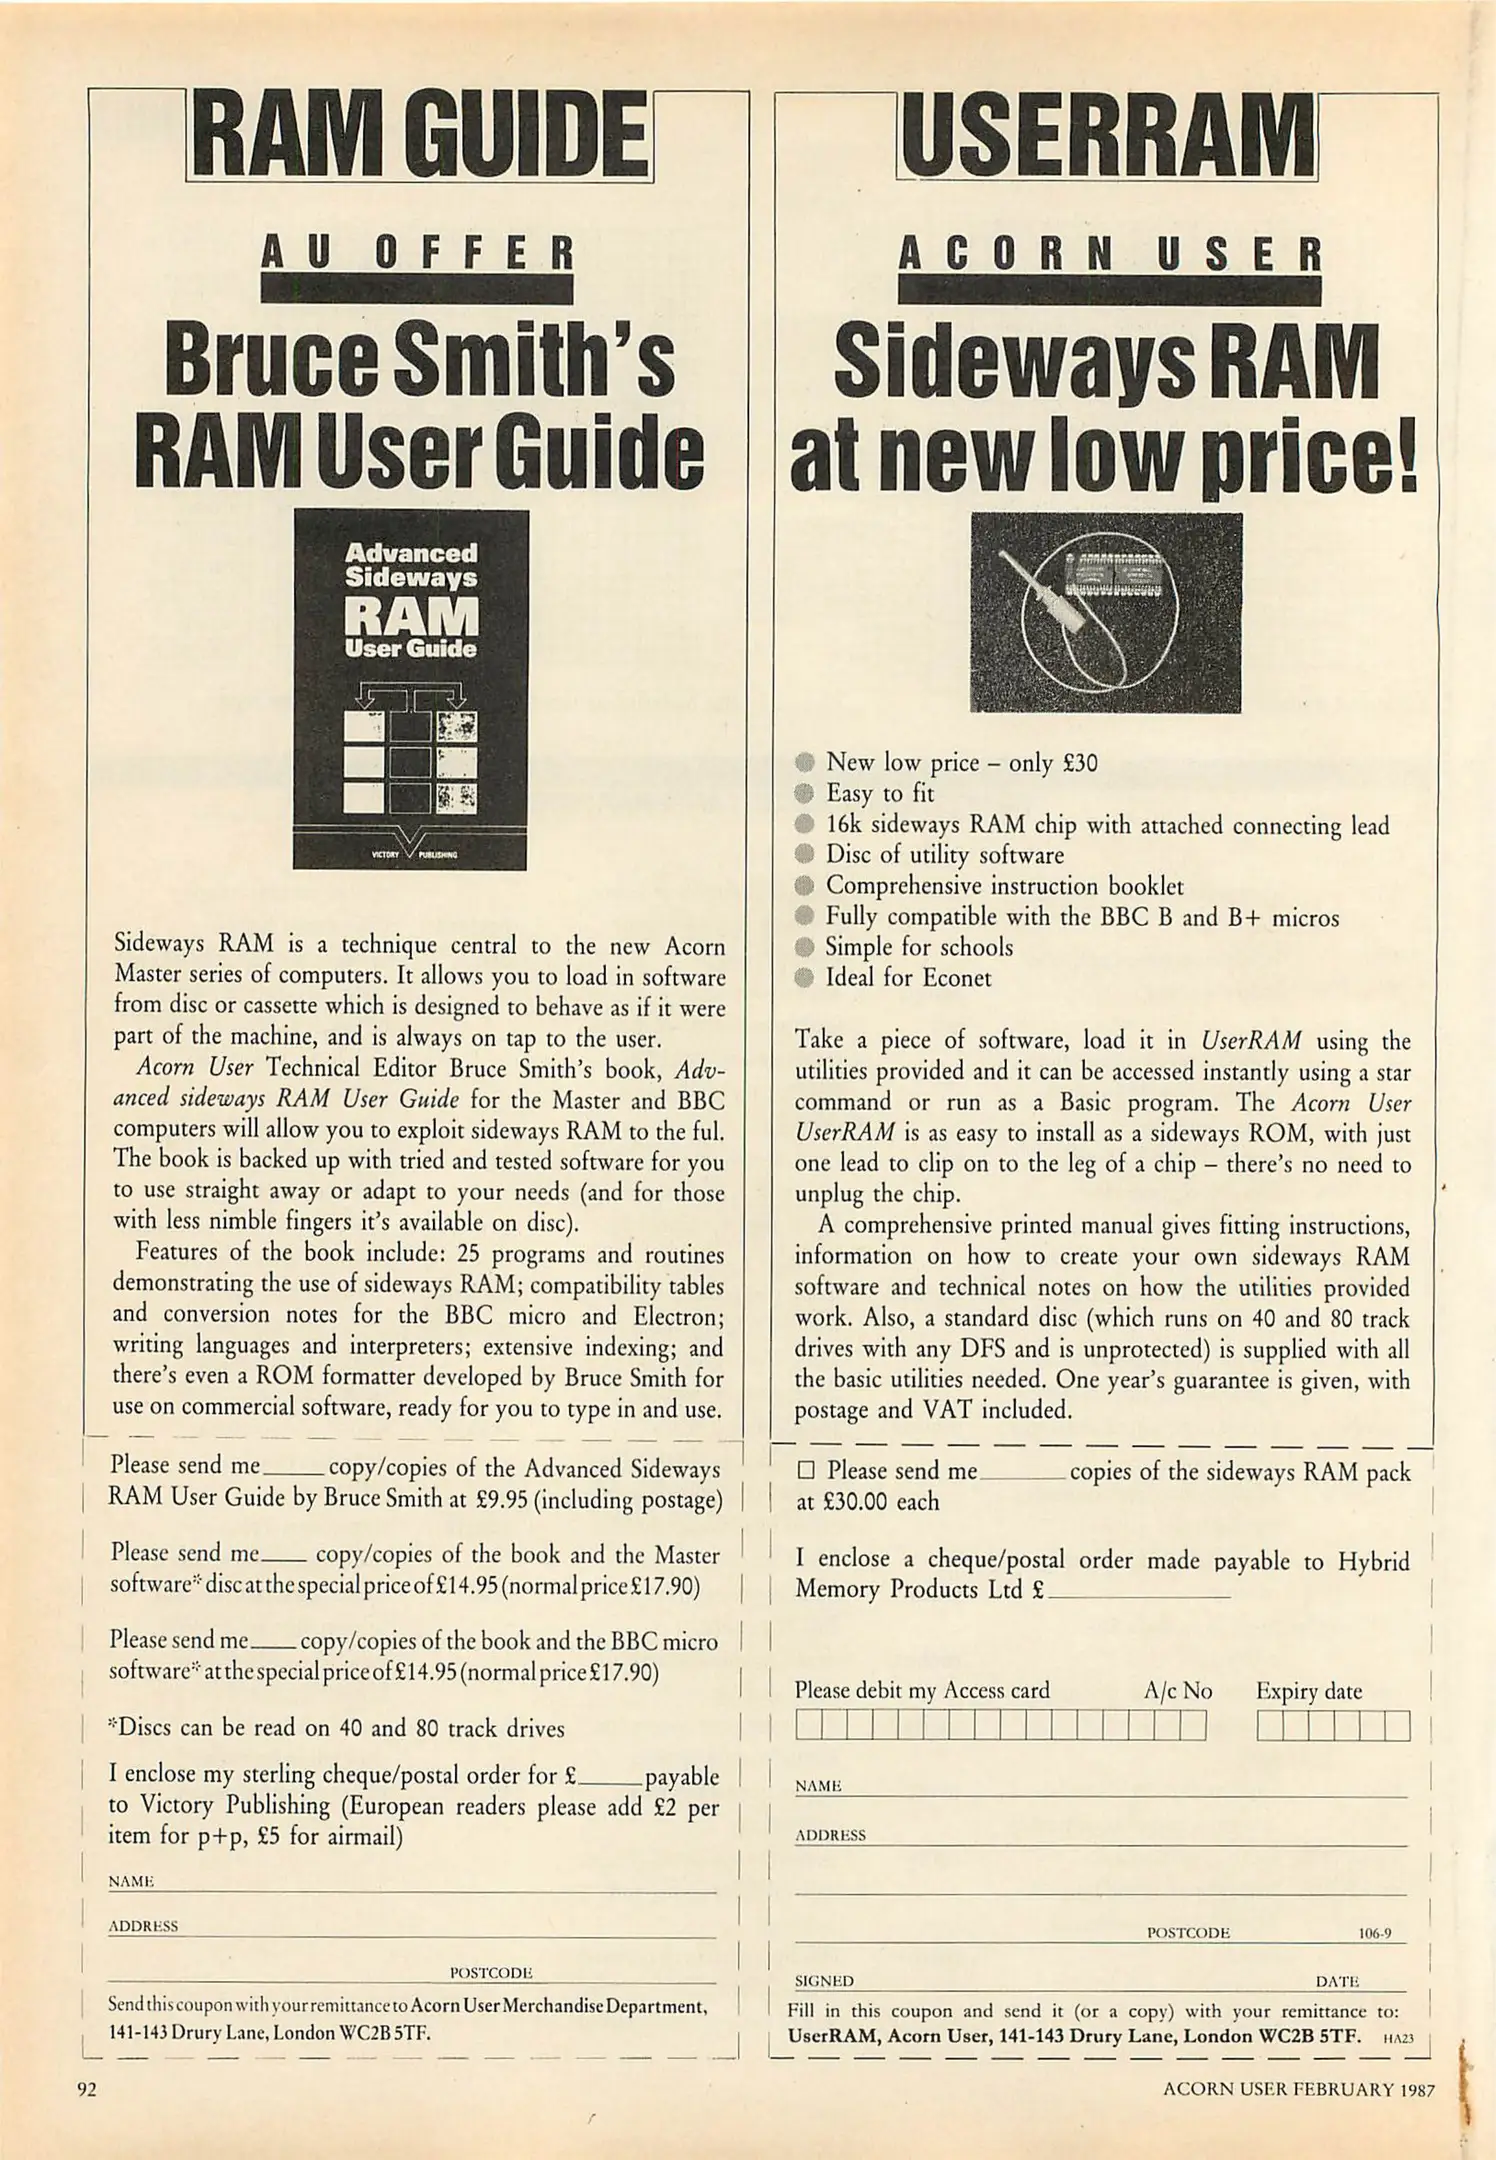 RAM GUIDE
AU OFFER
Bruce Smith's
RAM User Guide
Advanced
Sideways
RAM
User Guide
VICTORY PUBLISHING
Sideways RAM is a technique central to the new Acorn
Master series of computers. It allows you to load in software
from disc or cassette which is designed to behave as if it were
part of the machine, and is always on tap to the user.
Acorn User Technical Editor Bruce Smith's book, Adv-
anced sideways RAM User Guide for the Master and BBC
computers will allow you to exploit sideways RAM to the ful.
The book is backed up with tried and tested software for you
to use straight away or adapt to your needs (and for those
with less nimble fingers it's available on disc).
Features of the book include: 25 programs and routines
demonstrating the use of sideways RAM; compatibility tables
and conversion notes for the BBC micro and Electron;
writing languages and interpreters; extensive indexing; and
there's even a ROM formatter developed by Bruce Smith for
use on commercial software, ready for you to type in and use.
Please send me____copy/copies of the Advanced Sideways
RAM User Guide by Bruce Smith at £9.95 (including postage)
Please send me____ copy/copies of the book and the Master
software* disc at the special price of £14.95 (normal price £17.90)
Please send me____copy/copies of the book and the BBC micro
software* at the special price of £14.95 (normal price £17.90)
*Discs can be read on 40 and 80 track drives
I enclose my sterling cheque/postal order for £____payable
to Victory Publishing (European readers please add £2 per
item for p+p, £5 for airmail)
NAME
ADDRESS
POSTCODE
Send this coupon with your remittance to Acorn User Merchandise Department,
141-143 Drury Lane, London WC2B 5TF.
USERRAM
ACORN USER
Sideways RAM
at new low price!
New low price – only £30
Easy to fit
16k sideways RAM chip with attached connecting lead
Disc of utility software
Comprehensive instruction booklet
Fully compatible with the BBC B and B+ micros
Simple for schools
Ideal for Econet
Take a piece of software, load it in UserRAM using the
utilities provided and it can be accessed instantly using a star
command or run as a Basic program. The Acorn User
UserRAM is as easy to install as a sideways ROM, with just
one lead to clip on to the leg of a chip – there's no need to
unplug the chip.
A comprehensive printed manual gives fitting instructions,
information on how to create your own sideways RAM
software and technical notes on how the utilities provided
work. Also, a standard disc (which runs on 40 and 80 track
drives with any DFS and is unprotected) is supplied with all
the basic utilities needed. One year's guarantee is given, with
postage and VAT included.
☐ Please send me______copies of the sideways RAM pack
at £30.00 each
I enclose a cheque/postal order made payable to Hybrid
Memory Products Ltd £____________
Please debit my Access card A/c No Expiry date
NAME
ADDRESS
POSTCODE 106-9
SIGNED DATE
Fill in this coupon and send it (or a copy) with your remittance to:
UserRAM, Acorn User, 141-143 Drury Lane, London WC2B 5TF. HA23
92
ACORN USER FEBRUARY 1987